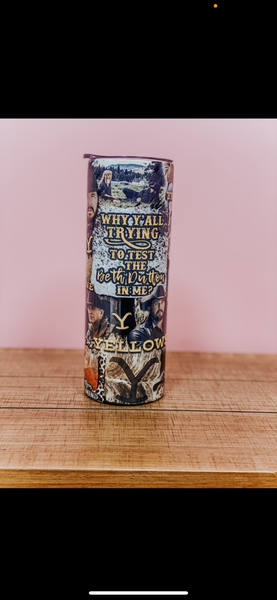 WHY Y'ALL
TRYING
TO TEST
THE
Beth Dutton
IN ME?
Y
YELLOW
Y